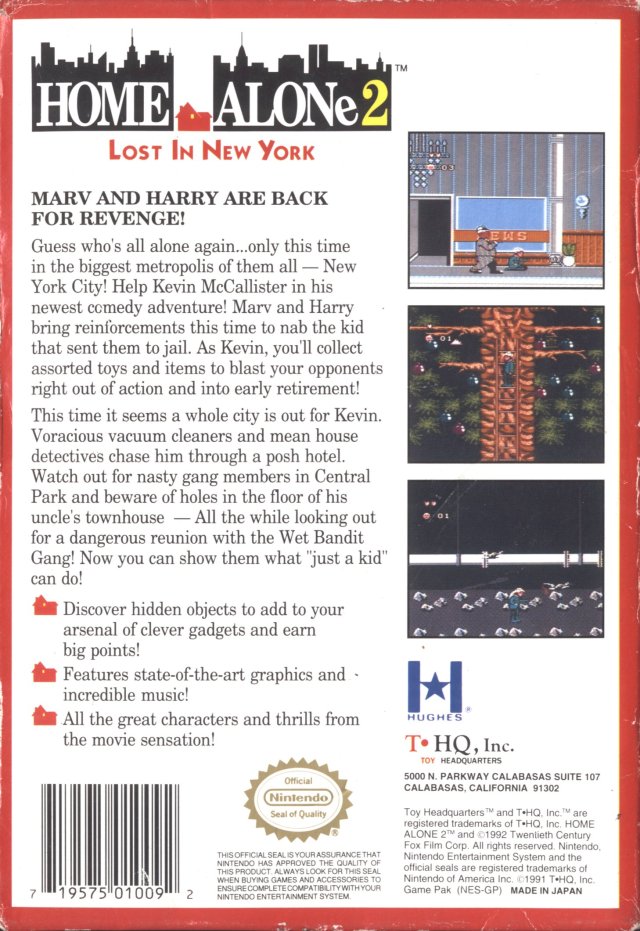 HOME ALONe 2 ™
LOST IN NEW YORK
MARV AND HARRY ARE BACK
FOR REVENGE!
Guess who's all alone again...only this time
in the biggest metropolis of them all — New
York City! Help Kevin McCallister in his
newest comedy adventure! Marv and Harry
bring reinforcements this time to nab the kid
that sent them to jail. As Kevin, you'll collect
assorted toys and items to blast your opponents
right out of action and into early retirement!
This time it seems a whole city is out for Kevin.
Voracious vacuum cleaners and mean house
detectives chase him through a posh hotel.
Watch out for nasty gang members in Central
Park and beware of holes in the floor of his
uncle's townhouse — All the while looking out
for a dangerous reunion with the Wet Bandit
Gang! Now you can show them what "just a kid"
can do!
Discover hidden objects to add to your
arsenal of clever gadgets and earn
big points!
Features state-of-the-art graphics and
incredible music!
All the great characters and thrills from
the movie sensation!
03
EWS
01
01
HUGHES ®
T•HQ, Inc.
TOY HEADQUARTERS
5000 N. PARKWAY CALABASAS SUITE 107
CALABASAS, CALIFORNIA 91302
Toy Headquarters™ and T•HQ, Inc.™ are
registered trademarks of T•HQ, Inc. HOME
ALONE 2™ and ©1992 Twentieth Century
Fox Film Corp. All rights reserved. Nintendo,
Nintendo Entertainment System and the
official seals are registered trademarks of
Nintendo of America Inc. ©1991 T•HQ, Inc.
Game Pak (NES-GP) MADE IN JAPAN
Official
Nintendo
Seal of Quality
®
THIS OFFICIAL SEAL IS YOUR ASSURANCE THAT
NINTENDO HAS APPROVED THE QUALITY OF
THIS PRODUCT. ALWAYS LOOK FOR THIS SEAL
WHEN BUYING GAMES AND ACCESSORIES TO
ENSURE COMPLETE COMPATIBILITY WITH YOUR
NINTENDO ENTERTAINMENT SYSTEM.
7 19575 01009 2